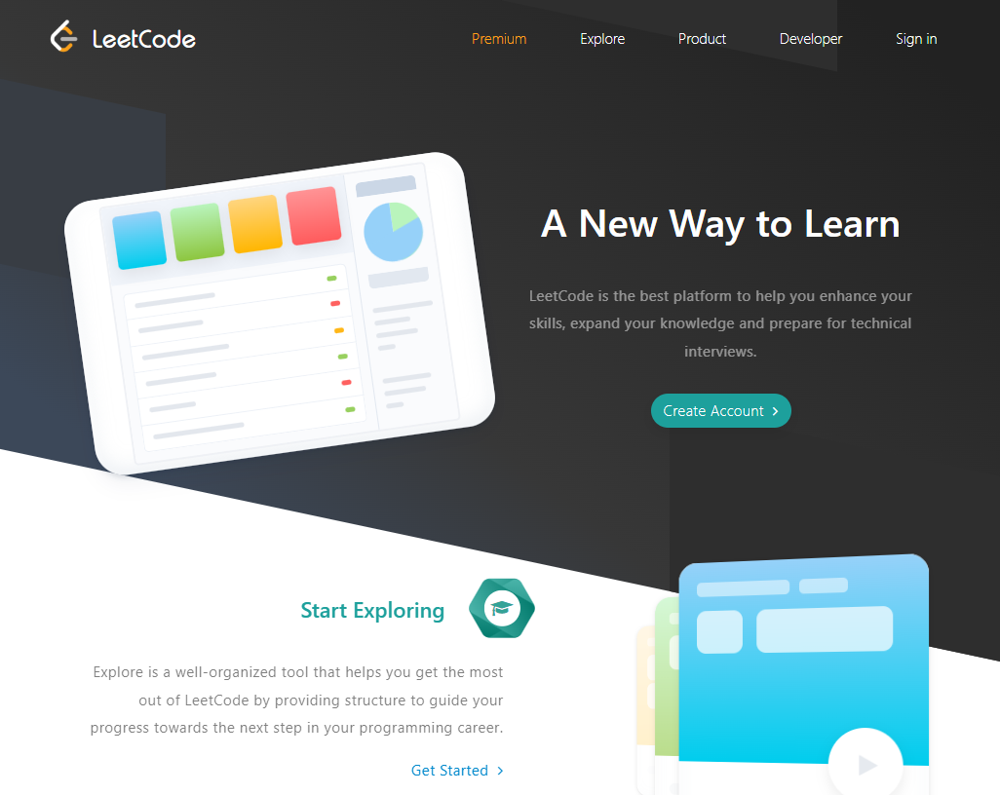 LeetCode
Premium
Explore
Product
Developer
Sign in
A New Way to Learn
LeetCode is the best platform to help you enhance your
skills, expand your knowledge and prepare for technical
interviews.
Create Account
Start Exploring
Explore is a well-organized tool that helps you get the most
out of LeetCode by providing structure to guide your
progress towards the next step in your programming career.
Get Started